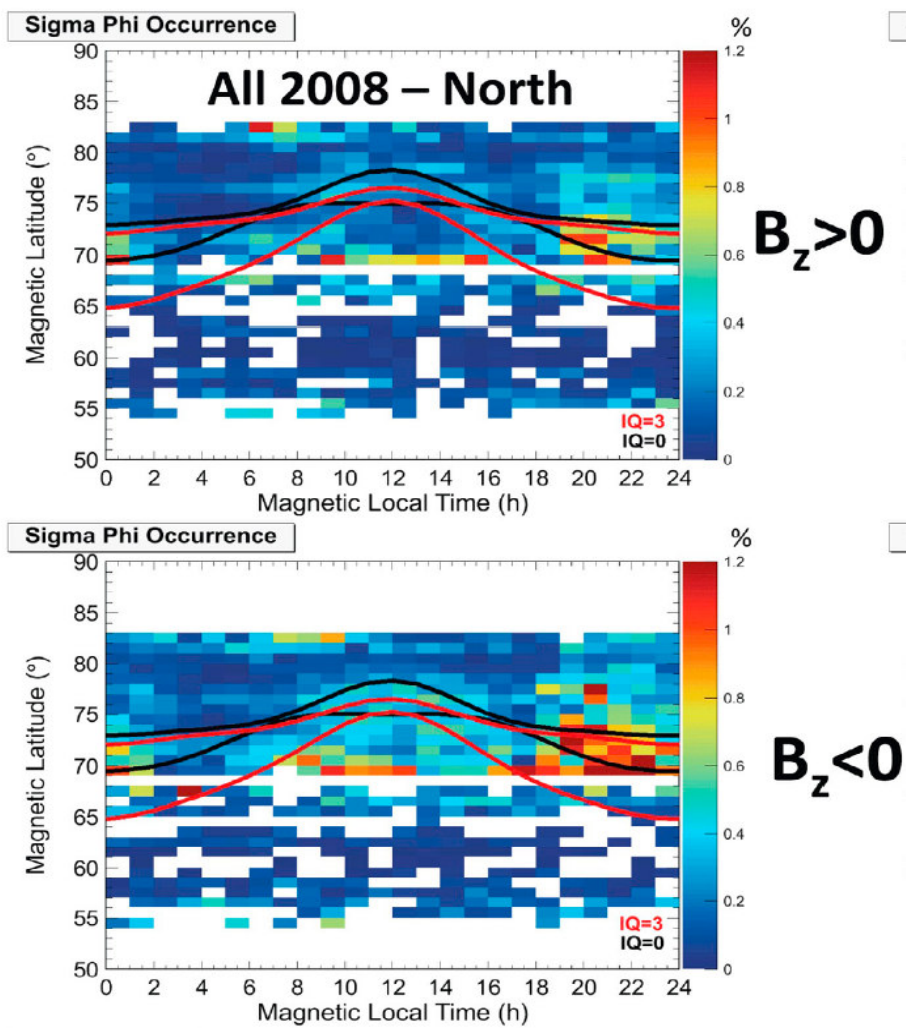 Sigma Phi Occurrence
%
All 2008 – North
90
85
80
75
70
65
60
55
50
Magnetic Latitude (°)
1.2
1
0.8
0.6
0.4
0.2
0
B_z>0
IQ=3
IQ=0
0 2 4 6 8 10 12 14 16 18 20 22 24
Magnetic Local Time (h)
Sigma Phi Occurrence
%
90
85
80
75
70
65
60
55
50
Magnetic Latitude (°)
1.2
1
0.8
0.6
0.4
0.2
0
B_z<0
IQ=3
IQ=0
0 2 4 6 8 10 12 14 16 18 20 22 24
Magnetic Local Time (h)